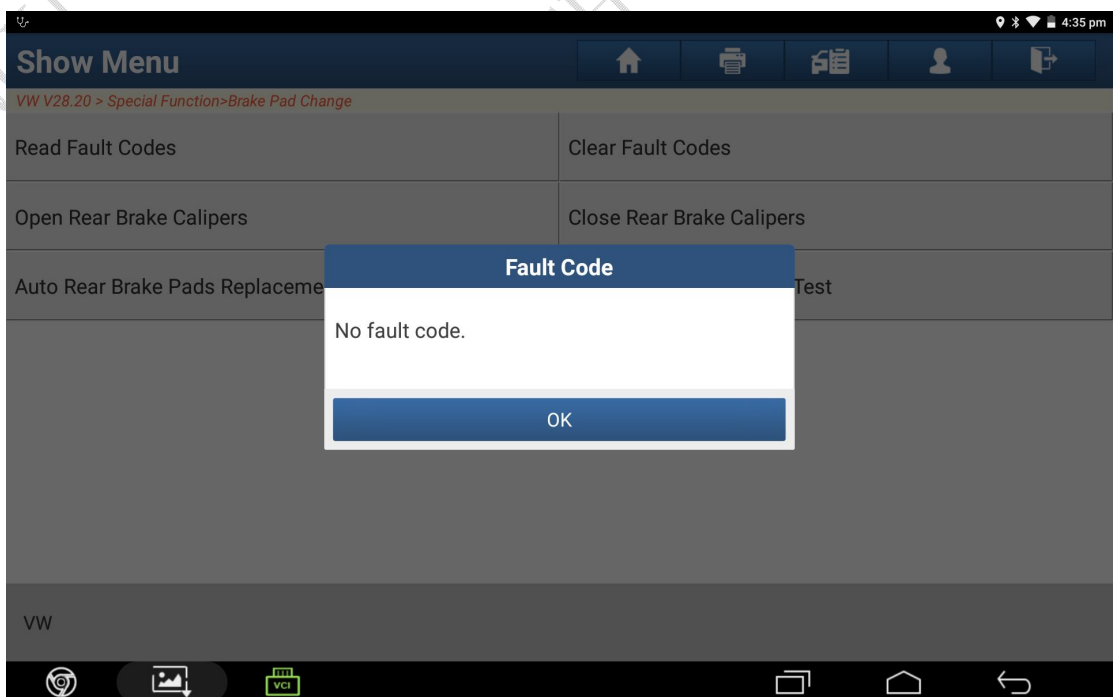 4:35 pm
Show Menu
VW V28.20 > Special Function>Brake Pad Change
Read Fault Codes
Clear Fault Codes
Open Rear Brake Calipers
Close Rear Brake Calipers
Auto Rear Brake Pads Replaceme
Test
Fault Code
No fault code.
OK
VW
VCI